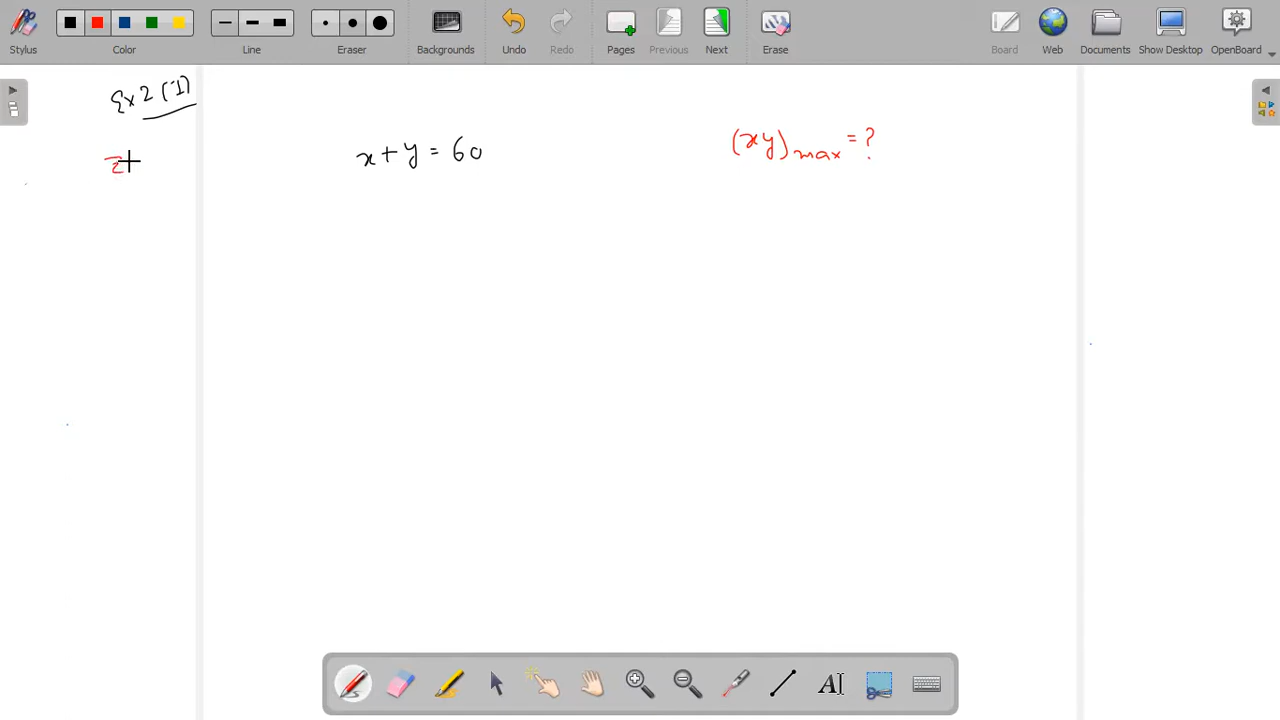 Stylus Color Line Eraser Backgrounds Undo Redo Pages Previous Next Erase Board Web Documents Show Desktop OpenBoard
Ex 2 (I)
x + y = 60
(xy)max = ?
AI